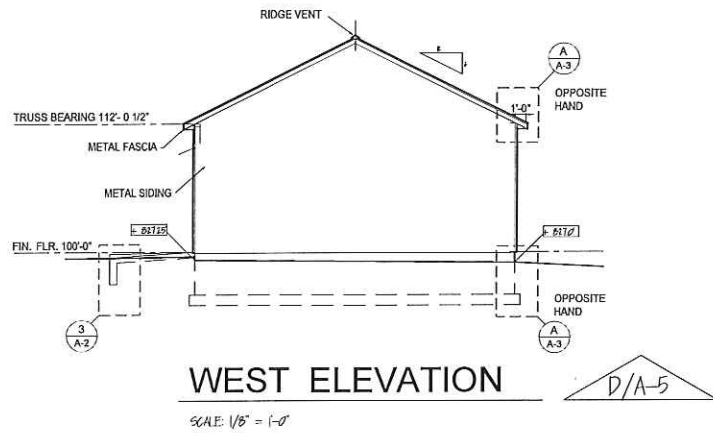 RIDGE VENT
A
A-3
OPPOSITE
HAND
1'-0"
TRUSS BEARING 112'- 0 1/2"
METAL FASCIA
METAL SIDING
FIN. FLR. 100'-0"
OPPOSITE
HAND
3
A-2
A
A-3
WEST ELEVATION
D/A-5
SCALE: 1/8" = 1'-0"